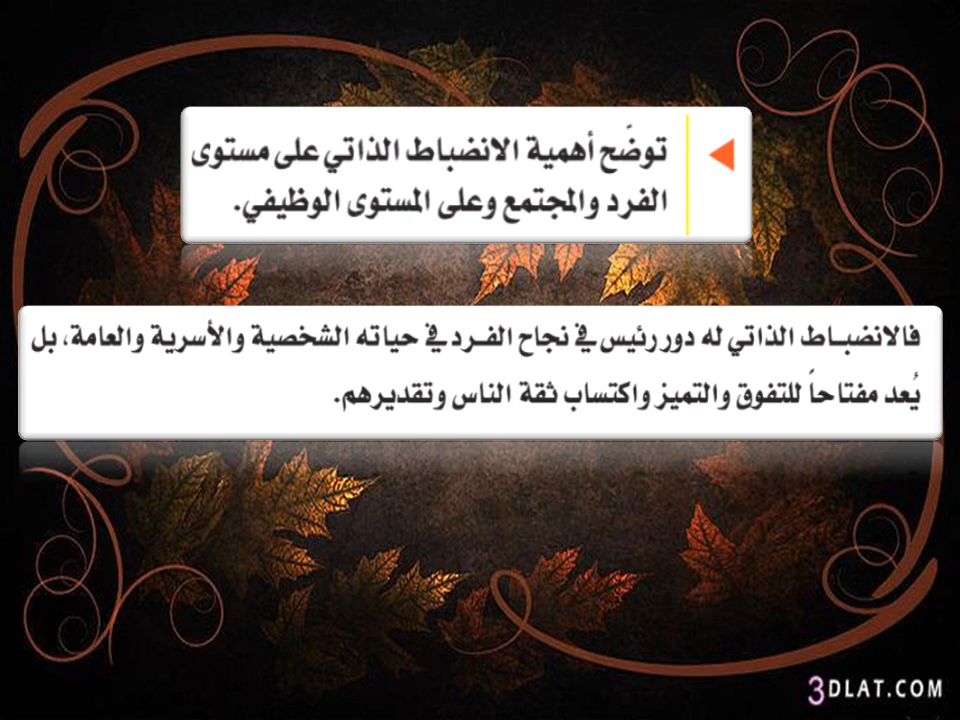 توضّح أهمية الانضباط الذاتي على مستوى
الفرد والمجتمع وعلى المستوى الوظيفي.
فالانضباط الذاتي له دور رئيس في نجاح الفرد في حياته الشخصية والأسرية والعامة، بل
يُعد مفتاحاً للتفوق والتميز واكتساب ثقة الناس وتقديرهم.
3DLAT.COM